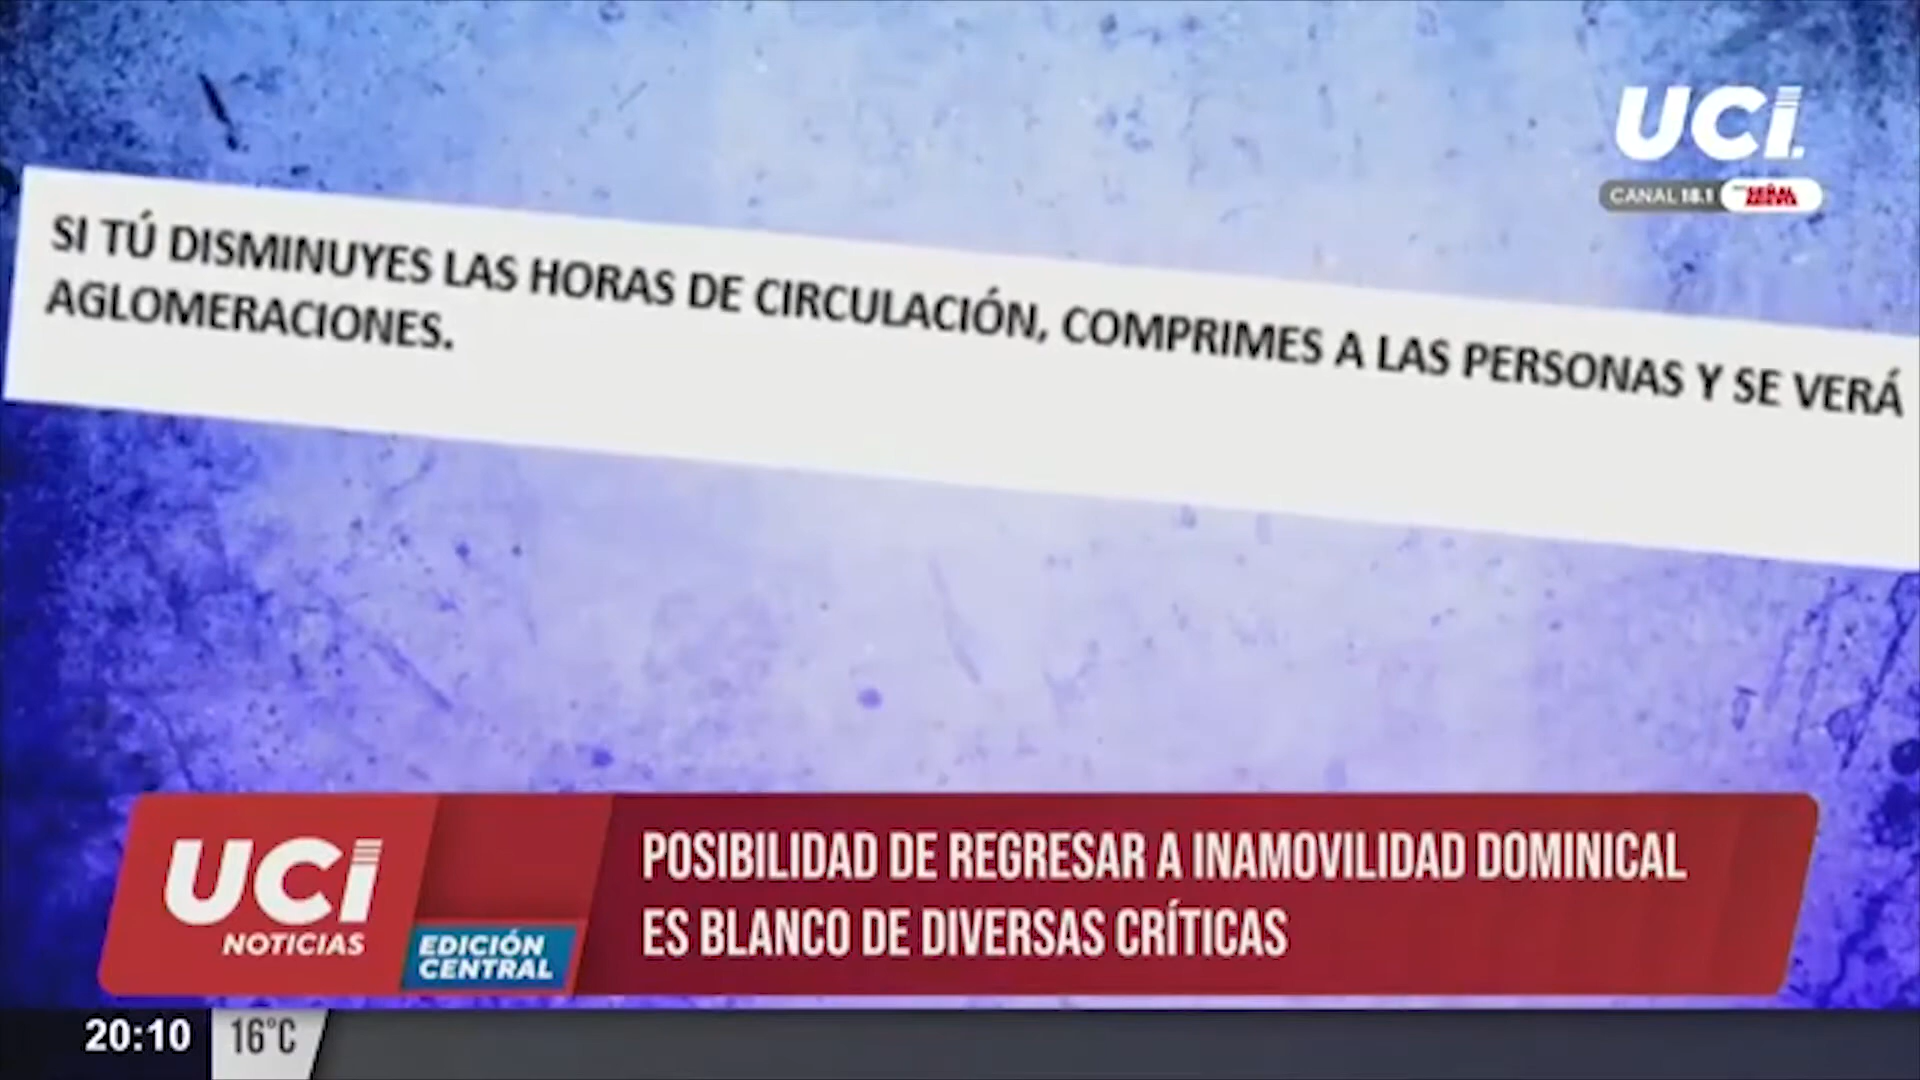 UCI.
CANAL 18.1
SI TÚ DISMINUYES LAS HORAS DE CIRCULACIÓN, COMPRIMES A LAS PERSONAS Y SE VERÁ
AGLOMERACIONES.
UCI
NOTICIAS
EDICIÓN
CENTRAL
POSIBILIDAD DE REGRESAR A INAMOVILIDAD DOMINICAL
ES BLANCO DE DIVERSAS CRÍTICAS
20:10
16°C